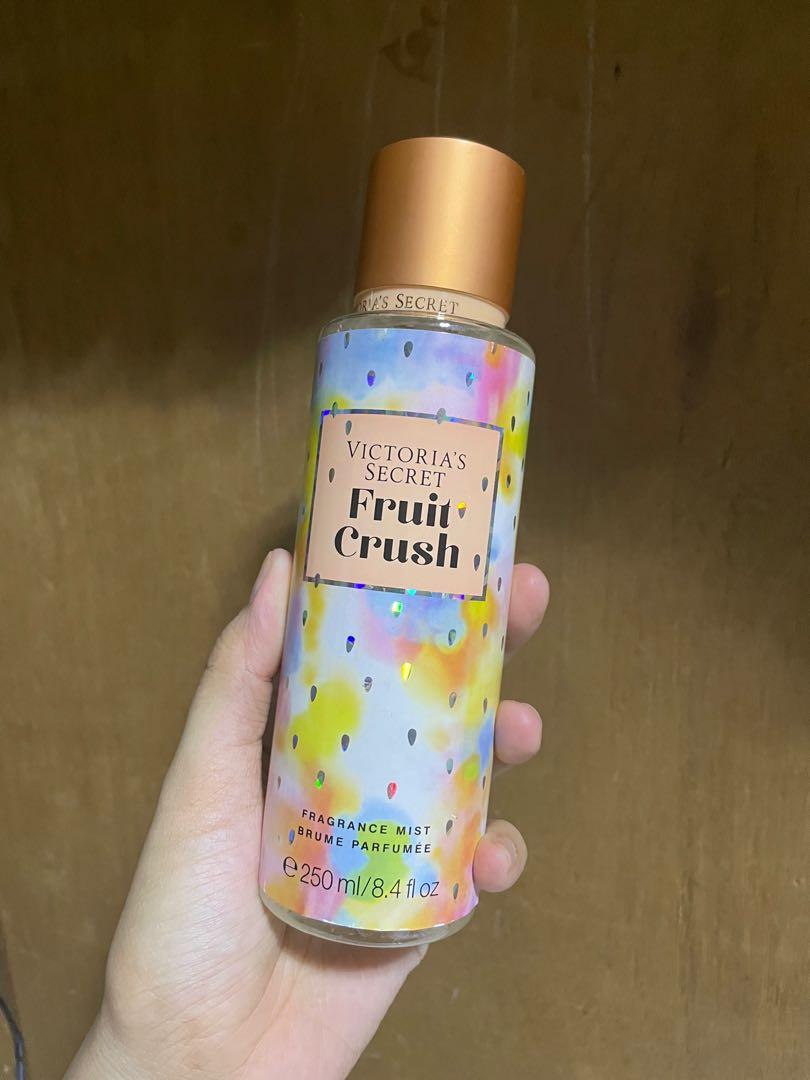 VICTORIA'S SECRET
VICTORIA'S
SECRET
Fruit
Crush
FRAGRANCE MIST
BRUME PARFUMÉE
℮ 250 ml/8.4 fl oz